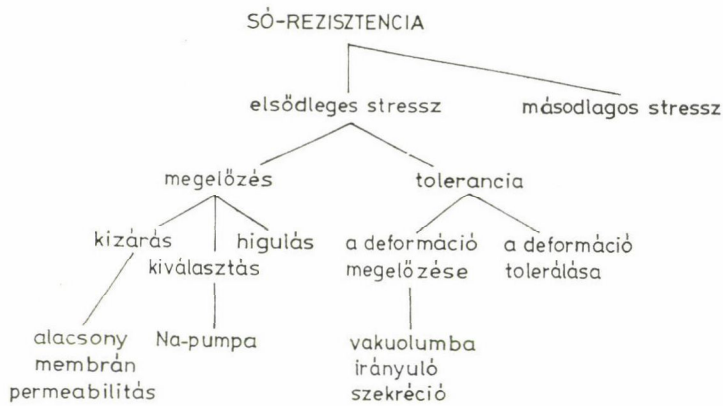 SÓ-REZISZTENCIA
elsődleges stressz
másodlagos stressz
megelőzés
tolerancia
kizárás
kiválasztás
higulás
a deformáció
megelőzése
a deformáció
tolerálása
alacsony
membrán
permeabilitás
Na-pumpa
vakuolumba
irányuló
szekréció